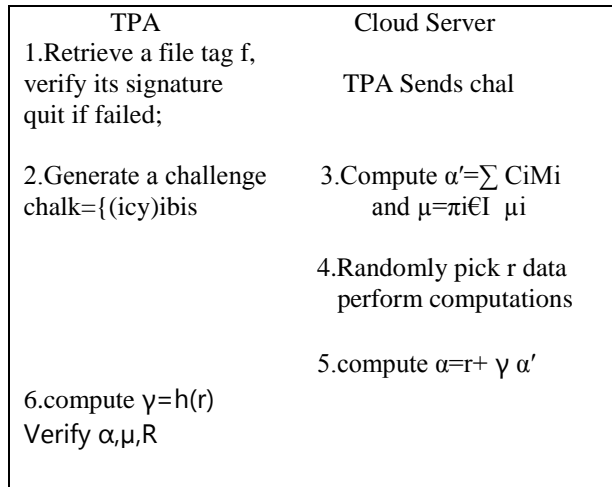 TPA Cloud Server
1.Retrieve a file tag f,
verify its signature TPA Sends chal
quit if failed;
2.Generate a challenge 3.Compute α′=∑ CiMi
chalk={(icy)ibis and μ=πi€I μi
4.Randomly pick r data
perform computations
5.compute α=r+ γ α′
6.compute γ=h(r)
Verify α,μ,R